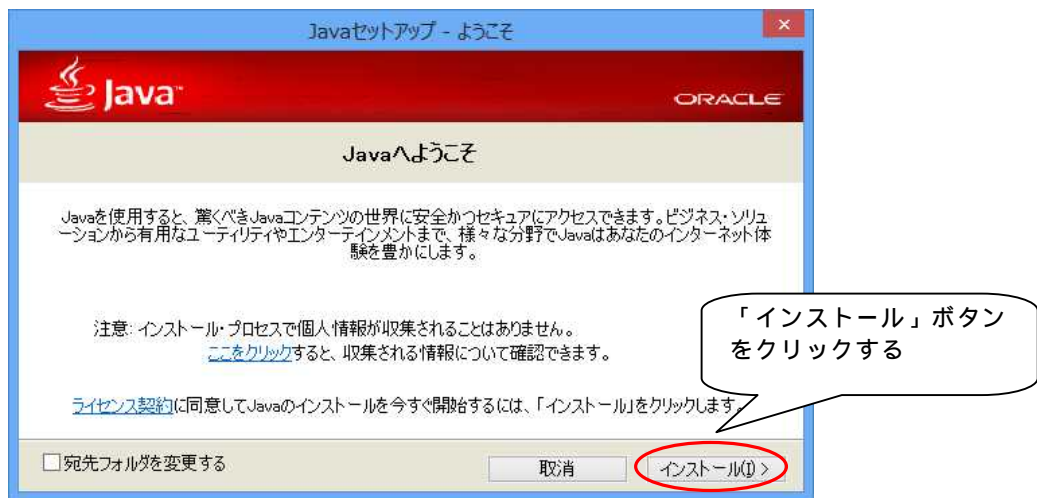 Javaセットアップ - ようこそ
Java™
ORACLE
Javaへようこそ
Javaを使用すると、驚くべきJavaコンテンツの世界に安全かつセキュアにアクセスできます。ビジネス・ソリュ
ーションから有用なユーティリティやエンターテインメントまで、様々な分野でJavaはあなたのインターネット体
験を豊かにします。
注意: インストール・プロセスで個人情報が収集されることはありません。
ここをクリックすると、収集される情報について確認できます。
ライセンス契約に同意してJavaのインストールを今すぐ開始するには、「インストール」をクリックします。
「インストール」ボタン
をクリックする
宛先フォルダを変更する
取消
インストール(I) >